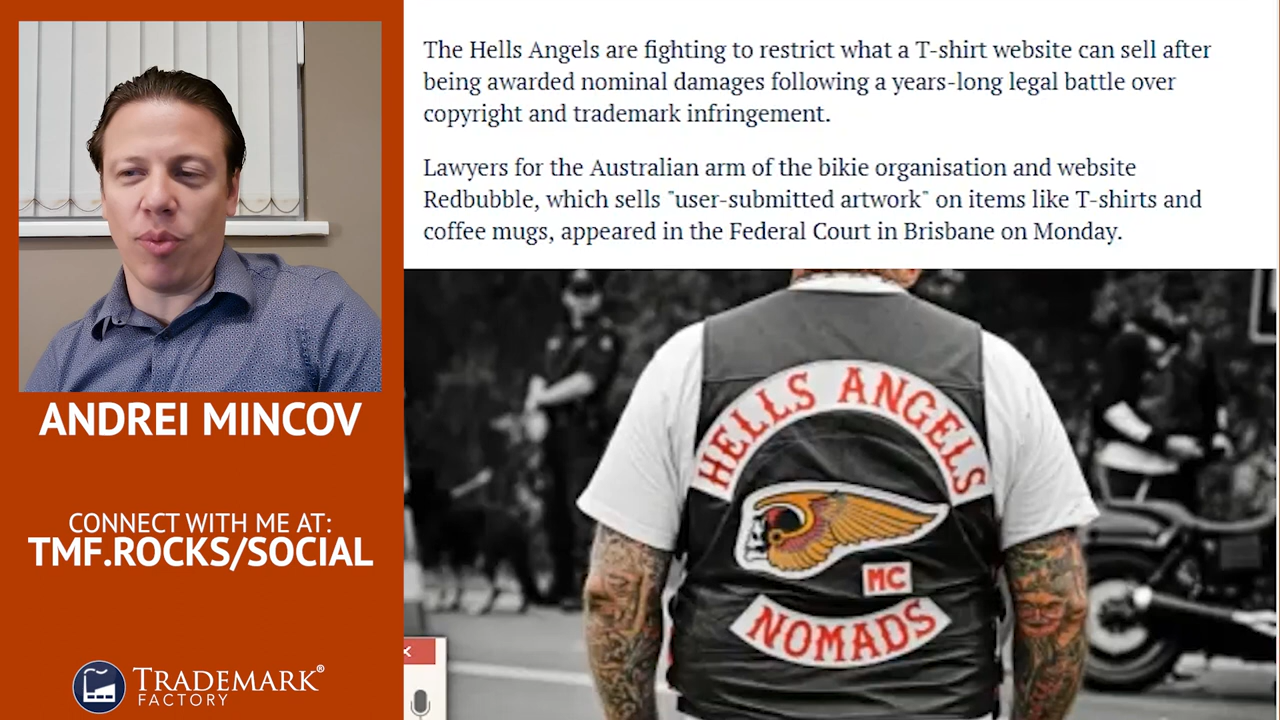 The Hells Angels are fighting to restrict what a T-shirt website can sell after
being awarded nominal damages following a years-long legal battle over
copyright and trademark infringement.
Lawyers for the Australian arm of the bikie organisation and website
Redbubble, which sells "user-submitted artwork" on items like T-shirts and
coffee mugs, appeared in the Federal Court in Brisbane on Monday.
HELLS ANGELS
MC
NOMADS
ANDREI MINCOV
CONNECT WITH ME AT:
TMF.ROCKS/SOCIAL
TRADEMARK®
FACTORY